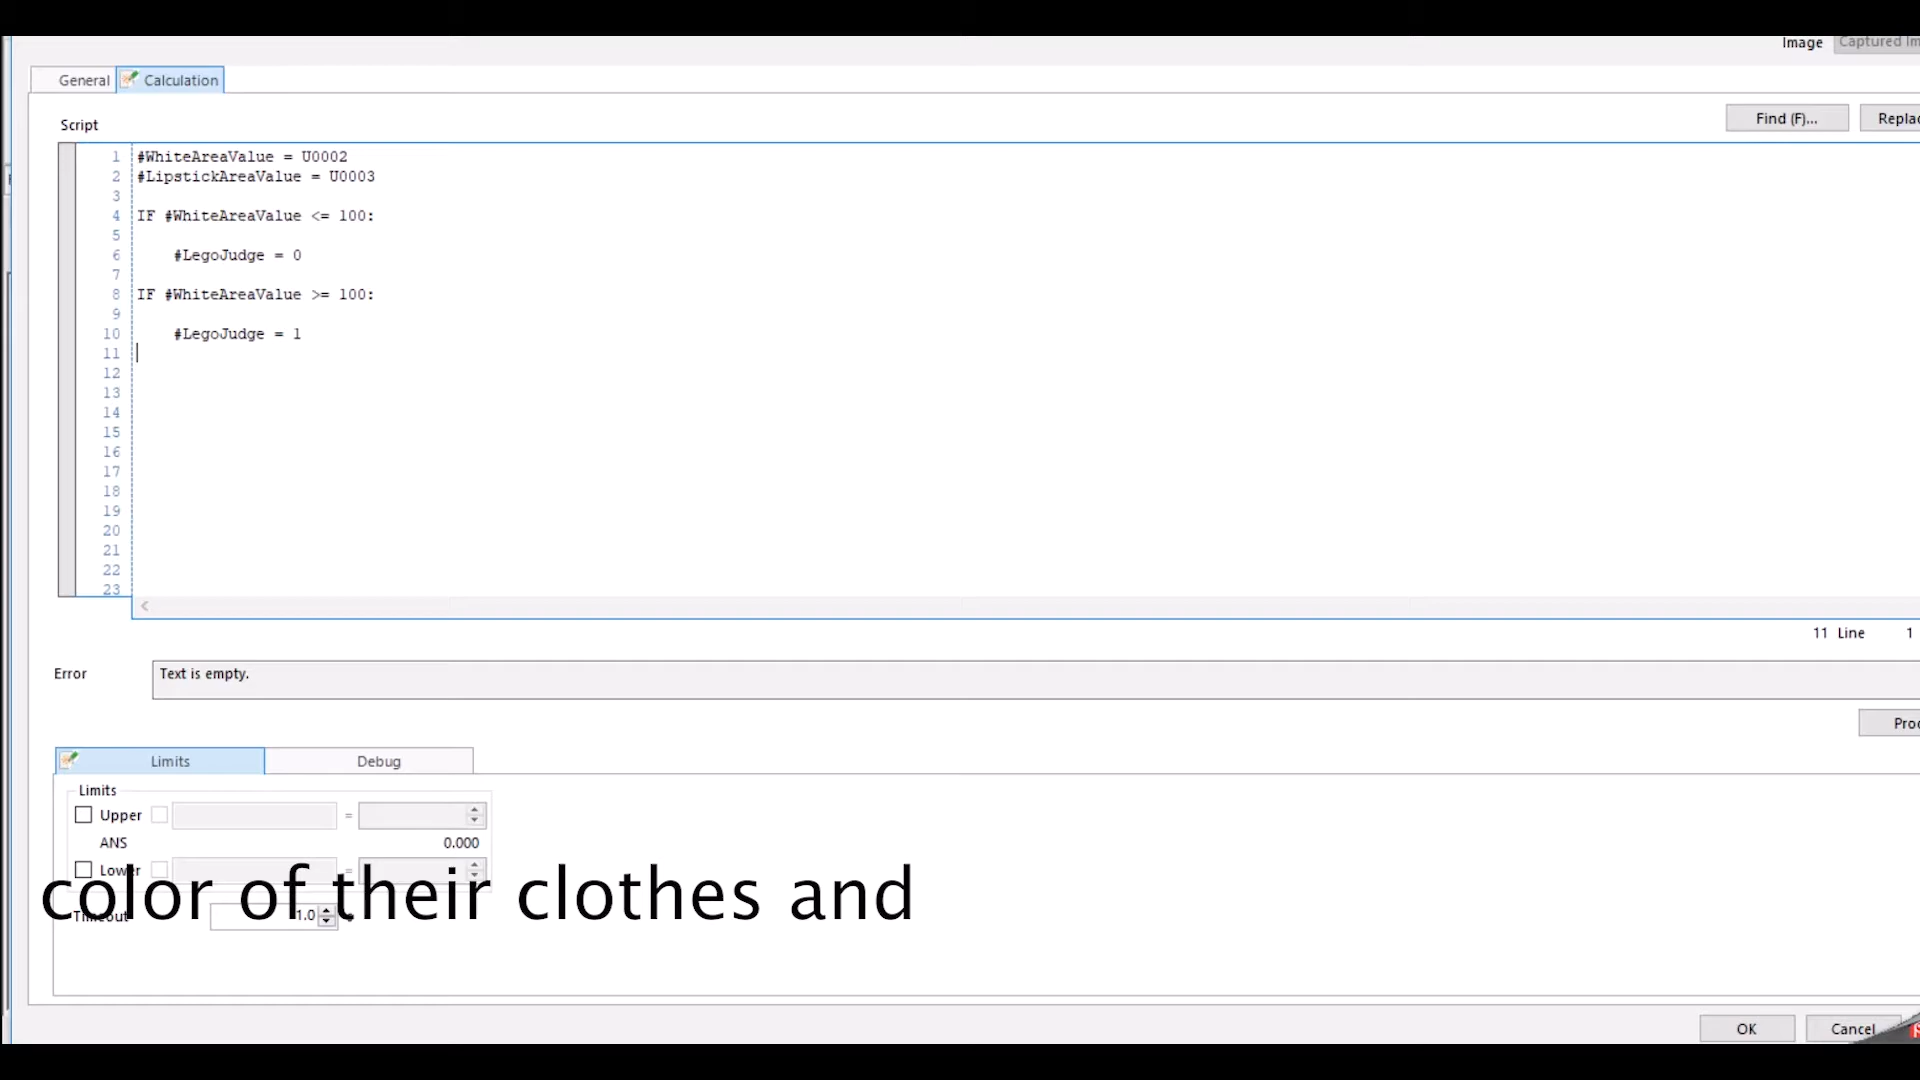 Image Captured Im
General Calculation
Script
Find (F)...
1 #WhiteAreaValue = U0002
2 #LipstickAreaValue = U0003
3
4 IF #WhiteAreaValue <= 100:
5
6 #LegoJudge = 0
7
8 IF #WhiteAreaValue >= 100:
9
10 #LegoJudge = 1
11
12
13
14
15
16
17
18
19
20
21
22
23
11 Line 1
Error Text is empty.
Limits Debug
Limits
Upper =
ANS 0.000
Lower =
color of their clothes and
Timeout 1.0
OK Cancel